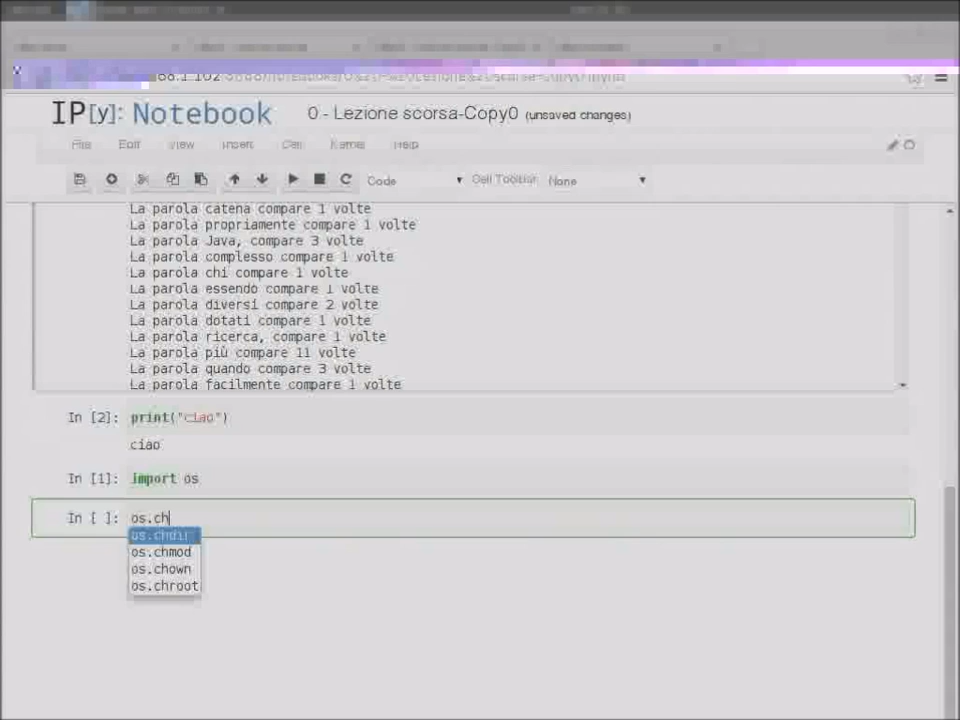 IP[y]: Notebook 0 - Lezione scorsa-Copy0 (unsaved changes)
File Edit View Insert Cell Kernel Help
Code Cell Toolbar None
La parola catena compare 1 volte
La parola propriamente compare 1 volte
La parola Java, compare 3 volte
La parola complesso compare 1 volte
La parola chi compare 1 volte
La parola essendo compare 1 volte
La parola diversi compare 2 volte
La parola dotati compare 1 volte
La parola ricerca, compare 1 volte
La parola più compare 11 volte
La parola quando compare 3 volte
La parola facilmente compare 1 volte
In [2]: print("ciao")
ciao
In [1]: import os
In [ ]: os.ch
os.chdir
os.chmod
os.chown
os.chroot